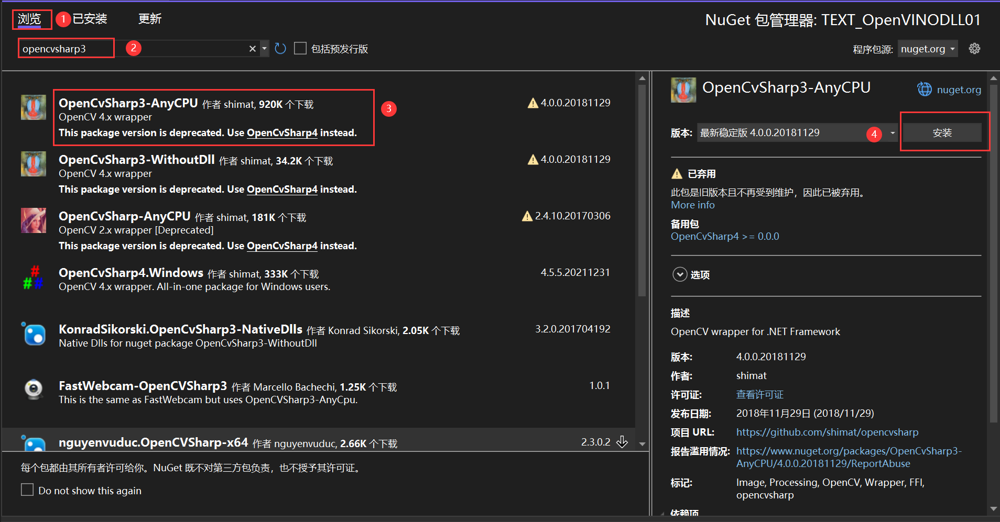 浏览 1 已安装 更新
NuGet 包管理器: TEXT_OpenVINODLL01
opencvsharp3 2 包括预发行版
程序包源: nuget.org
OpenCvSharp3-AnyCPU 作者 shimat, 920K 个下载 4.0.0.20181129
OpenCV 4.x wrapper
This package version is deprecated. Use OpenCvSharp4 instead.
3
OpenCvSharp3-WithoutDll 作者 shimat, 34.2K 个下载 4.0.0.20181129
OpenCV 4.x wrapper
This package version is deprecated. Use OpenCvSharp4 instead.
OpenCvSharp-AnyCPU 作者 shimat, 181K 个下载 2.4.10.20170306
OpenCV 2.x wrapper [Deprecated]
This package version is deprecated. Use OpenCvSharp4 instead.
OpenCvSharp4.Windows 作者 shimat, 333K 个下载 4.5.5.20211231
OpenCV 4.x wrapper. All-in-one package for Windows users.
KonradSikorski.OpenCvSharp3-NativeDlls 作者 Konrad Sikorski, 2.05K 个下载 3.2.0.201704192
Native Dlls for nuget package OpenCvSharp3-WithoutDll
FastWebcam-OpenCVSharp3 作者 Marcello Bachechi, 1.25K 个下载 1.0.1
This is the same as FastWebcam but uses OpenCVSharp3-AnyCpu.
nguyenvuduc.OpenCVSharp-x64 作者 nguyenvuduc, 2.66K 个下载 2.3.0.2
每个包都由其所有者许可给你。NuGet 既不对第三方包负责，也不授予其许可证。
Do not show this again
OpenCvSharp3-AnyCPU nuget.org
版本: 最新稳定版 4.0.0.20181129 4 安装
已弃用
此包是旧版本且不再受到维护，因此已被弃用。
More info
备用包
OpenCvSharp4 >= 0.0.0
选项
描述
OpenCV wrapper for .NET Framework
版本: 4.0.0.20181129
作者: shimat
许可证: 查看许可证
发布日期: 2018年11月29日 (2018/11/29)
项目 URL: https://github.com/shimat/opencvsharp
报告滥用情况: https://www.nuget.org/packages/OpenCvSharp3-
AnyCPU/4.0.0.20181129/ReportAbuse
标记: Image, Processing, OpenCV, Wrapper, FFI,
opencvsharp
依赖项